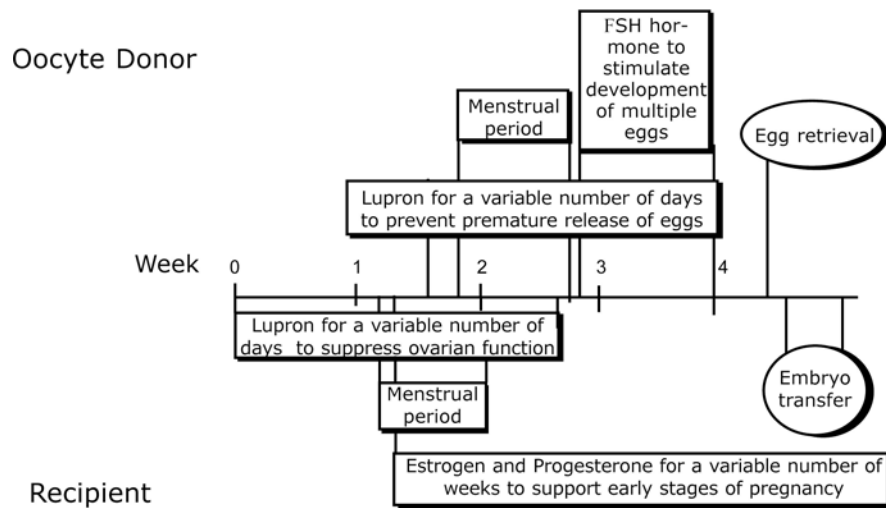 Oocyte Donor
FSH hor-
mone to
stimulate
development
of multiple
eggs
Menstrual
period
Egg retrieval
Lupron for a variable number of days
to prevent premature release of eggs
Week
0 1 2 3 4
Lupron for a variable number of
days to suppress ovarian function
Menstrual
period
Embryo
transfer
Estrogen and Progesterone for a variable number of
weeks to support early stages of pregnancy
Recipient